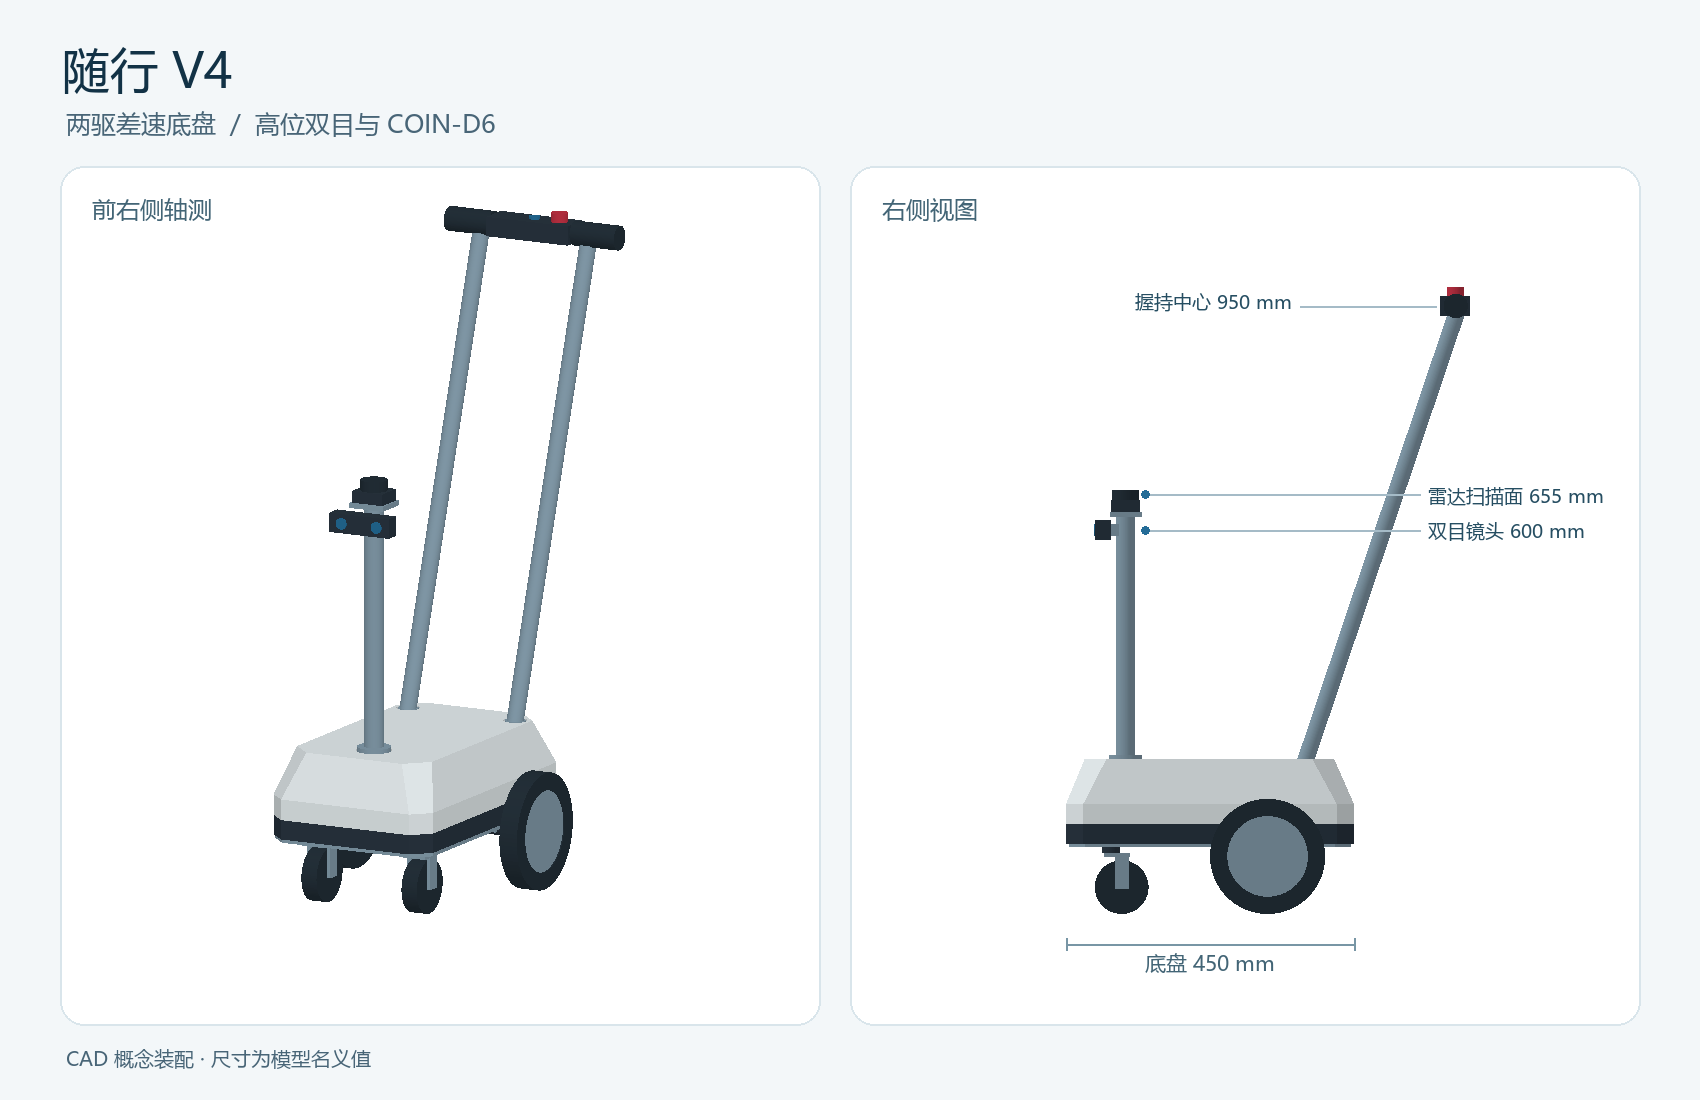 随行 V4
两驱差速底盘 / 高位双目与 COIN-D6
前右侧轴测
右侧视图
握持中心 950 mm
雷达扫描面 655 mm
双目镜头 600 mm
底盘 450 mm
CAD 概念装配 · 尺寸为模型名义值